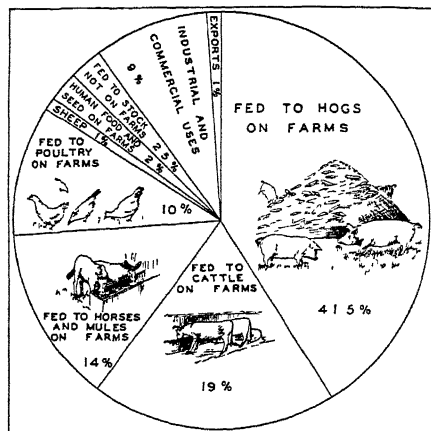 EXPORTS 1%
INDUSTRIAL AND
COMMERCIAL USES
9%
FED TO STOCK
NOT ON FARMS 2 5%
HUMAN FOOD AND
SEED ON FARMS 2%
SHEEP 1%
FED TO
POULTRY
ON FARMS
10%
FED TO HORSES
AND MULES
ON FARMS
14%
FED TO
CATTLE
ON FARMS
19%
FED TO HOGS
ON FARMS
41 5%